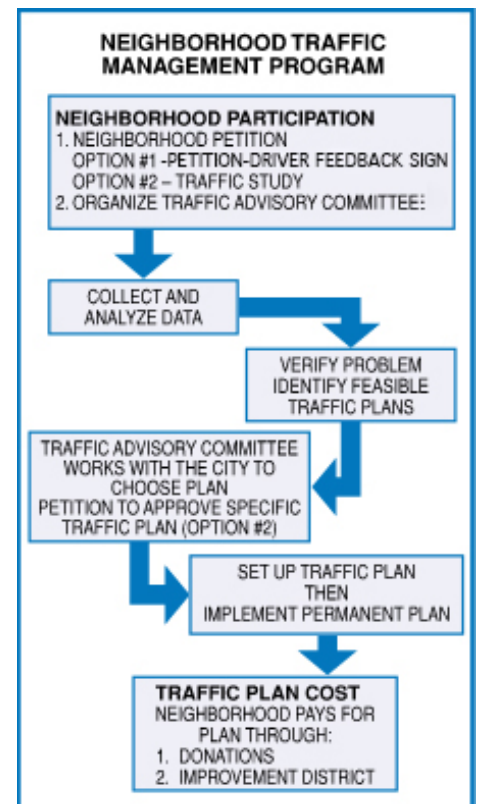 NEIGHBORHOOD TRAFFIC
MANAGEMENT PROGRAM
NEIGHBORHOOD PARTICIPATION
1. NEIGHBORHOOD PETITION
OPTION #1 -PETITION-DRIVER FEEDBACK SIGN
OPTION #2 – TRAFFIC STUDY
2. ORGANIZE TRAFFIC ADVISORY COMMITTEE:
COLLECT AND
ANALYZE DATA
VERIFY PROBLEM
IDENTIFY FEASIBLE
TRAFFIC PLANS
TRAFFIC ADVISORY COMMITTEE
WORKS WITH THE CITY TO
CHOOSE PLAN
PETITION TO APPROVE SPECIFIC
TRAFFIC PLAN (OPTION #2)
SET UP TRAFFIC PLAN
THEN
IMPLEMENT PERMANENT PLAN
TRAFFIC PLAN COST
NEIGHBORHOOD PAYS FOR
PLAN THROUGH:
1. DONATIONS
2. IMPROVEMENT DISTRICT